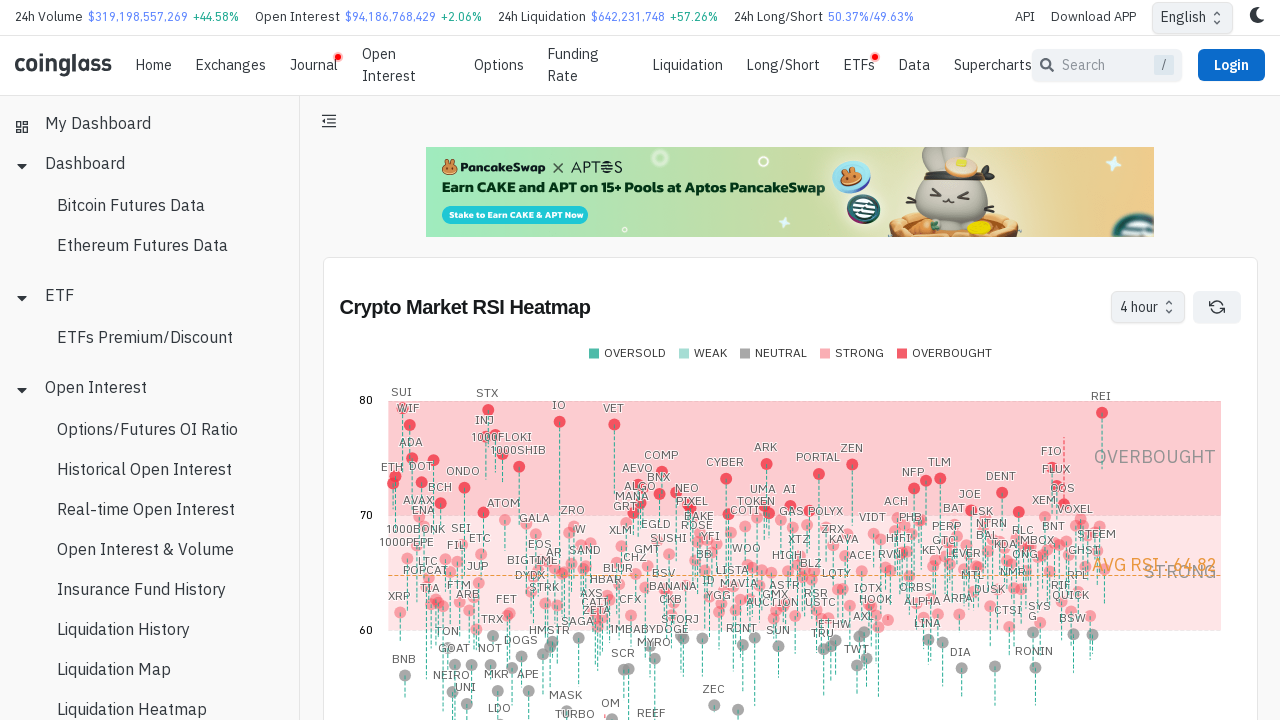 24h Volume $319,198,557,269 +44.58% Open Interest $94,186,768,429 +2.06% 24h Liquidation $642,231,748 +57.26% 24h Long/Short 50.37%/49.63% API Download APP English
coinglass Home Exchanges Journal Open Interest Options Funding Rate Liquidation Long/Short ETFs Data Supercharts Search / Login
My Dashboard
Dashboard
Bitcoin Futures Data
Ethereum Futures Data
ETF
ETFs Premium/Discount
Open Interest
Options/Futures OI Ratio
Historical Open Interest
Real-time Open Interest
Open Interest & Volume
Insurance Fund History
Liquidation History
Liquidation Map
Liquidation Heatmap
PancakeSwap X APTOS
Earn CAKE and APT on 15+ Pools at Aptos PancakeSwap
Stake to Earn CAKE & APT Now
Crypto Market RSI Heatmap 4 hour
OVERSOLD WEAK NEUTRAL STRONG OVERBOUGHT
80
SUI STX REI
WIF IO VET
INJ
1000FLOKI
ADA 1000SHIB ARK ZEN
COMP FIO
OVERBOUGHT
ETH DOT ONDO AEVO BNX CYBER PORTAL NFP TLM FLUX
BCH ALGO NEO UMA AI DENT COS
AVAX ATOM MANA PIXEL TOKEN ACH JOE XEM
ENA GRT IZRO BAKE COTI GAS POLYX BAT LSK VOXEL
70
GALA EGLD ROSE VIDT PHB NTRN BNT
1000BONK SEI XLM ZRX PERP RLC STEEM
1000PEPE FIL ETC EOS SUSHI YFI XTZ KAVA HIFI GTC BAL KDA MBOX
AR SAND GMT BB WOO ACE RVN KEY LEVER ONG GHST
LTC BIGTIME CHZ HIGH BLZ
AVG RSI : 64.82
POPCAT JUP DYDX BLUR BSV LISTA LQTY MTL NMR RPL
STRONG
TIA FTM STRK HBAR BANANA ID MAVIA ASTR IOTX ORBS DUSK RIF
XRP ARB FET AXS CFX CKB YGG GMX RSR HOOK ALPHA ARPA QUICK
ZETA AUCTION USTC CTSI SYS
60
TRX SAGA STORJ ETHW AXL LINA G BSW
TON HMSTR 1MBABYDOGE RDNT SUN TRU
GOAT NOT DOGS MYRO TWT DIA RONIN
BNB SCR
NEIRO MKR APE
UNI MASK OM ZEC
LDO TURBO REEF